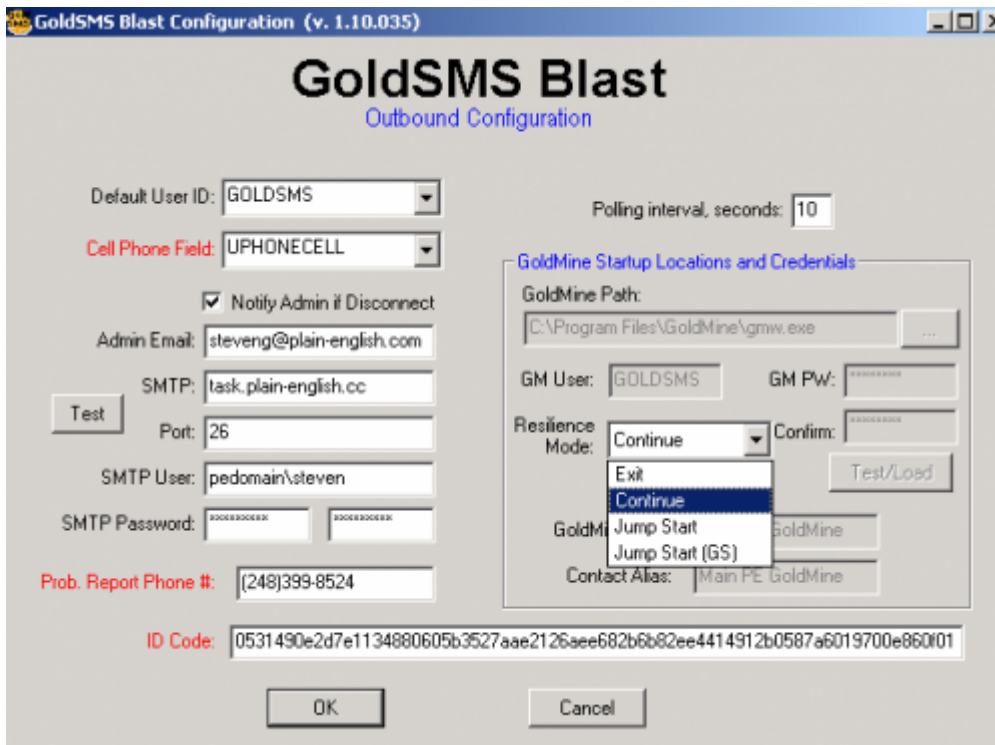 GoldSMS Blast Configuration (v. 1.10.035)
GoldSMS Blast
Outbound Configuration
Default User ID: GOLDSMS
Polling interval, seconds: 10
Cell Phone Field: UPHONECELL
GoldMine Startup Locations and Credentials
Notify Admin if Disconnect
GoldMine Path:
C:\Program Files\GoldMine\gmw.exe
...
Admin Email: steveng@plain-english.com
SMTP: task.plain-english.cc
GM User: GOLDSMS
GM PW: ********
Test
Port: 26
Resilience Mode: Continue
Confirm: ********
Exit
Continue
Jump Start
Jump Start (GS)
Test/Load
SMTP User: pedomain\steven
SMTP Password: ********** **********
GoldMi
GoldMine
Prob. Report Phone #: (248)399-8524
Contact Alias: Main PE GoldMine
ID Code: 0531490e2d7e1134880605b3527aae2126aee682b6b82ee4414912b0587a6019700e860f01
OK
Cancel